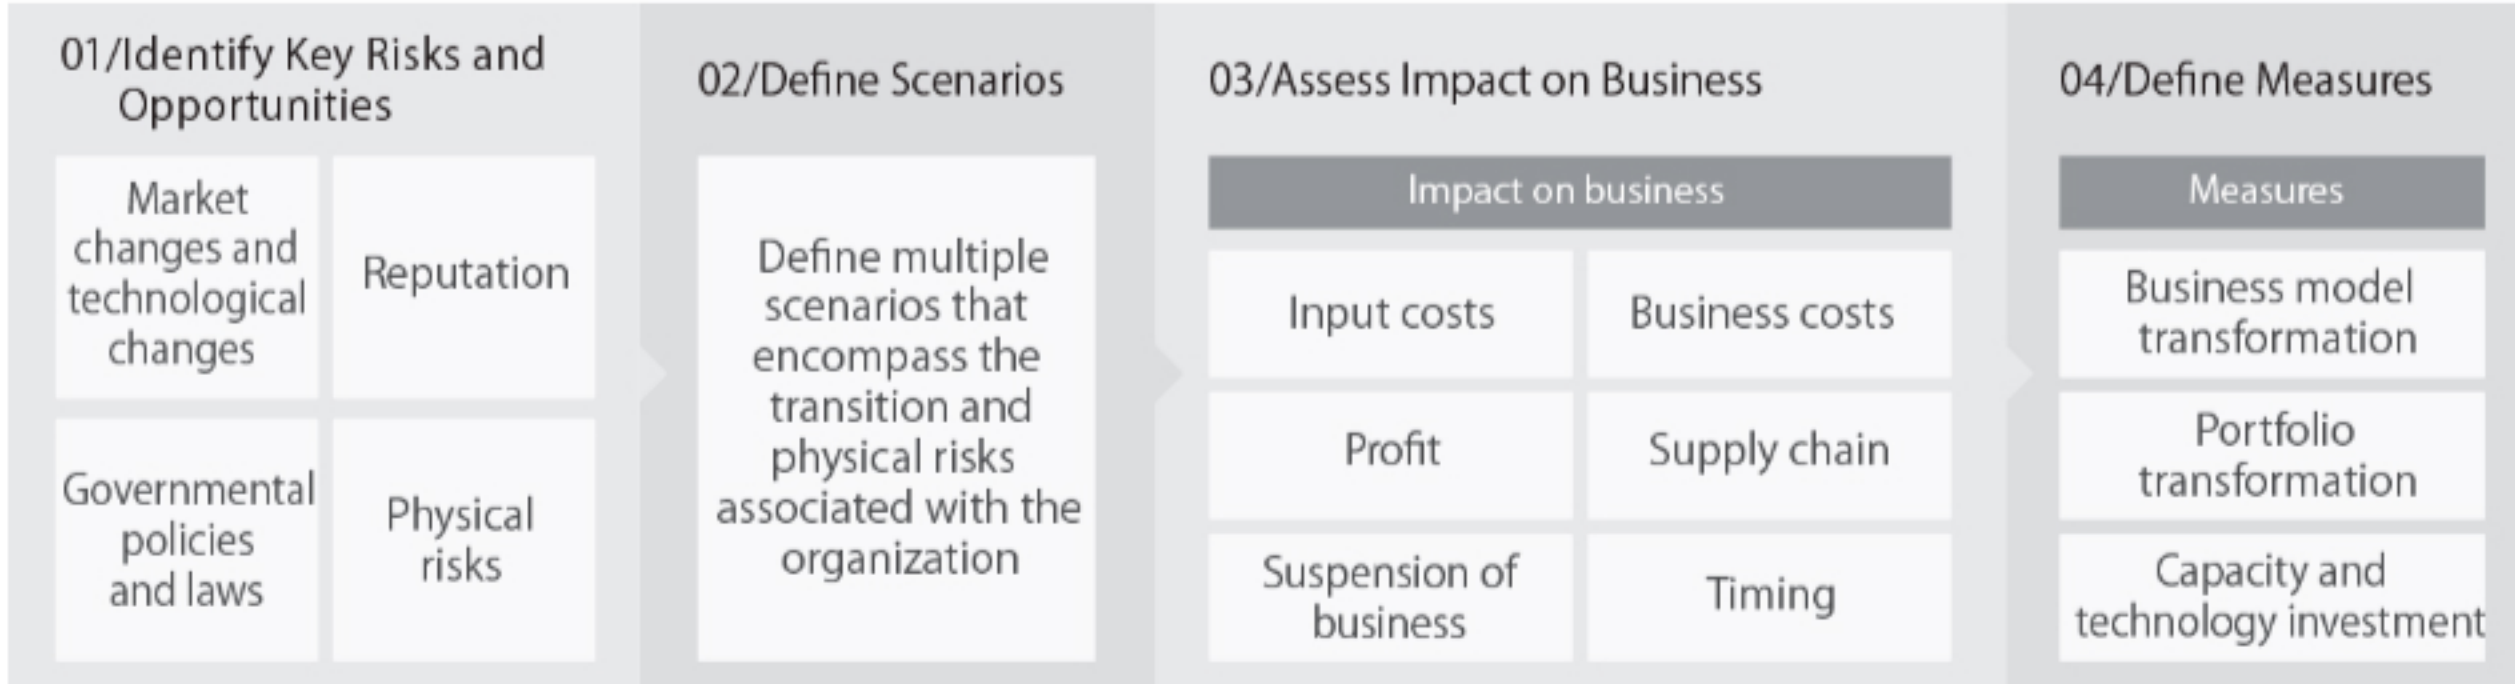 01/Identify Key Risks and
Opportunities
Market
changes and
technological
changes
Reputation
Governmental
policies
and laws
Physical
risks
02/Define Scenarios
Define multiple
scenarios that
encompass the
transition and
physical risks
associated with the
organization
03/Assess Impact on Business
Impact on business
Input costs
Business costs
Profit
Supply chain
Suspension of
business
Timing
04/Define Measures
Measures
Business model
transformation
Portfolio
transformation
Capacity and
technology investment